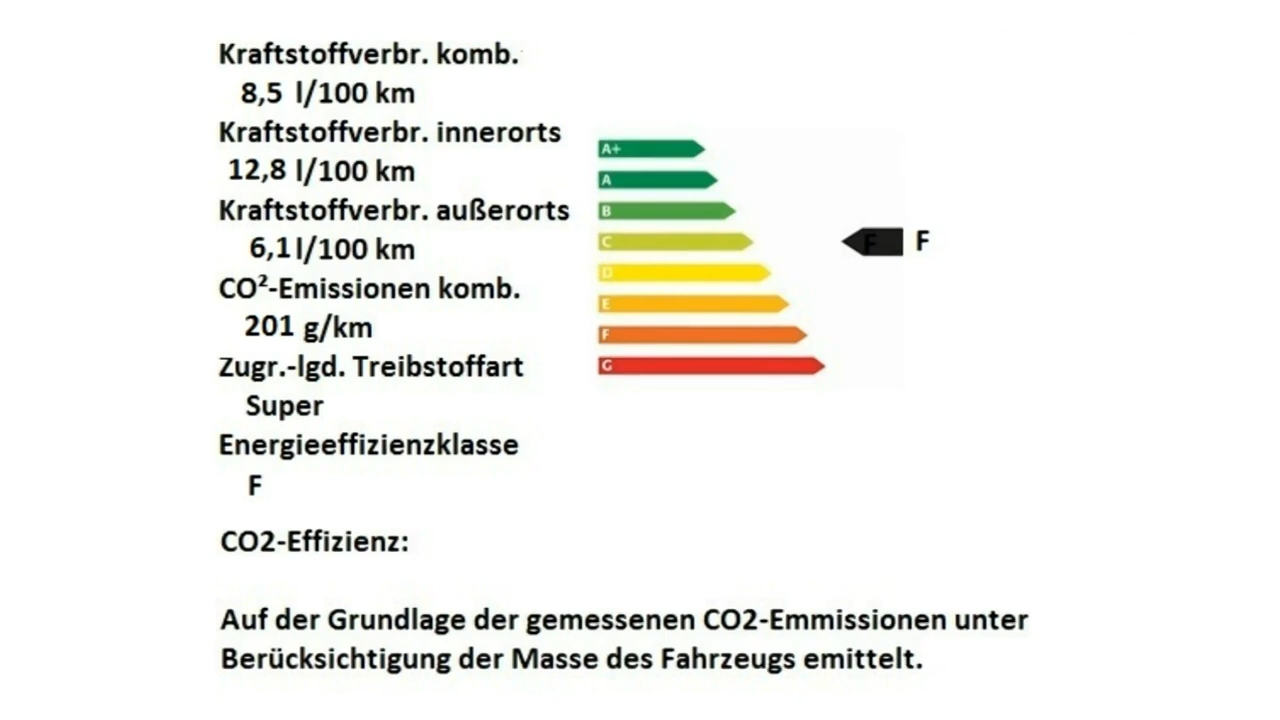 Kraftstoffverbr. komb.
8,5 l/100 km
Kraftstoffverbr. innerorts
12,8 l/100 km
Kraftstoffverbr. außerorts
6,1 l/100 km
CO²-Emissionen komb.
201 g/km
Zugr.-lgd. Treibstoffart
Super
Energieeffizienzklasse
F
A+
A
B
C
D
E
F
G
F F
CO2-Effizienz:
Auf der Grundlage der gemessenen CO2-Emmissionen unter
Berücksichtigung der Masse des Fahrzeugs emittelt.